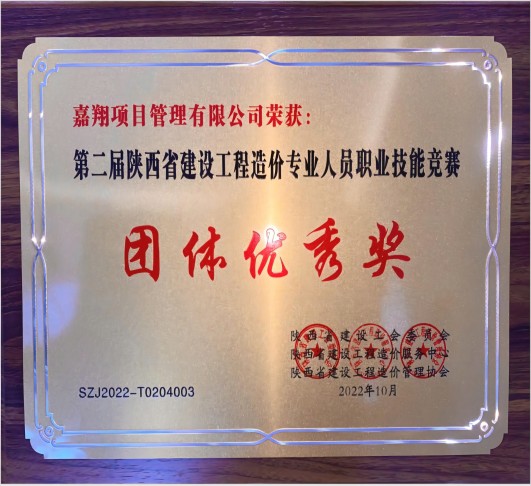 嘉翔项目管理有限公司荣获：
第二届陕西省建设工程造价专业人员职业技能竞赛
团体优秀奖
陕西省建设工会委员会
陕西省建设工程造价服务中心
陕西省建设工程造价管理协会
SZJ2022-T0204003
2022年10月